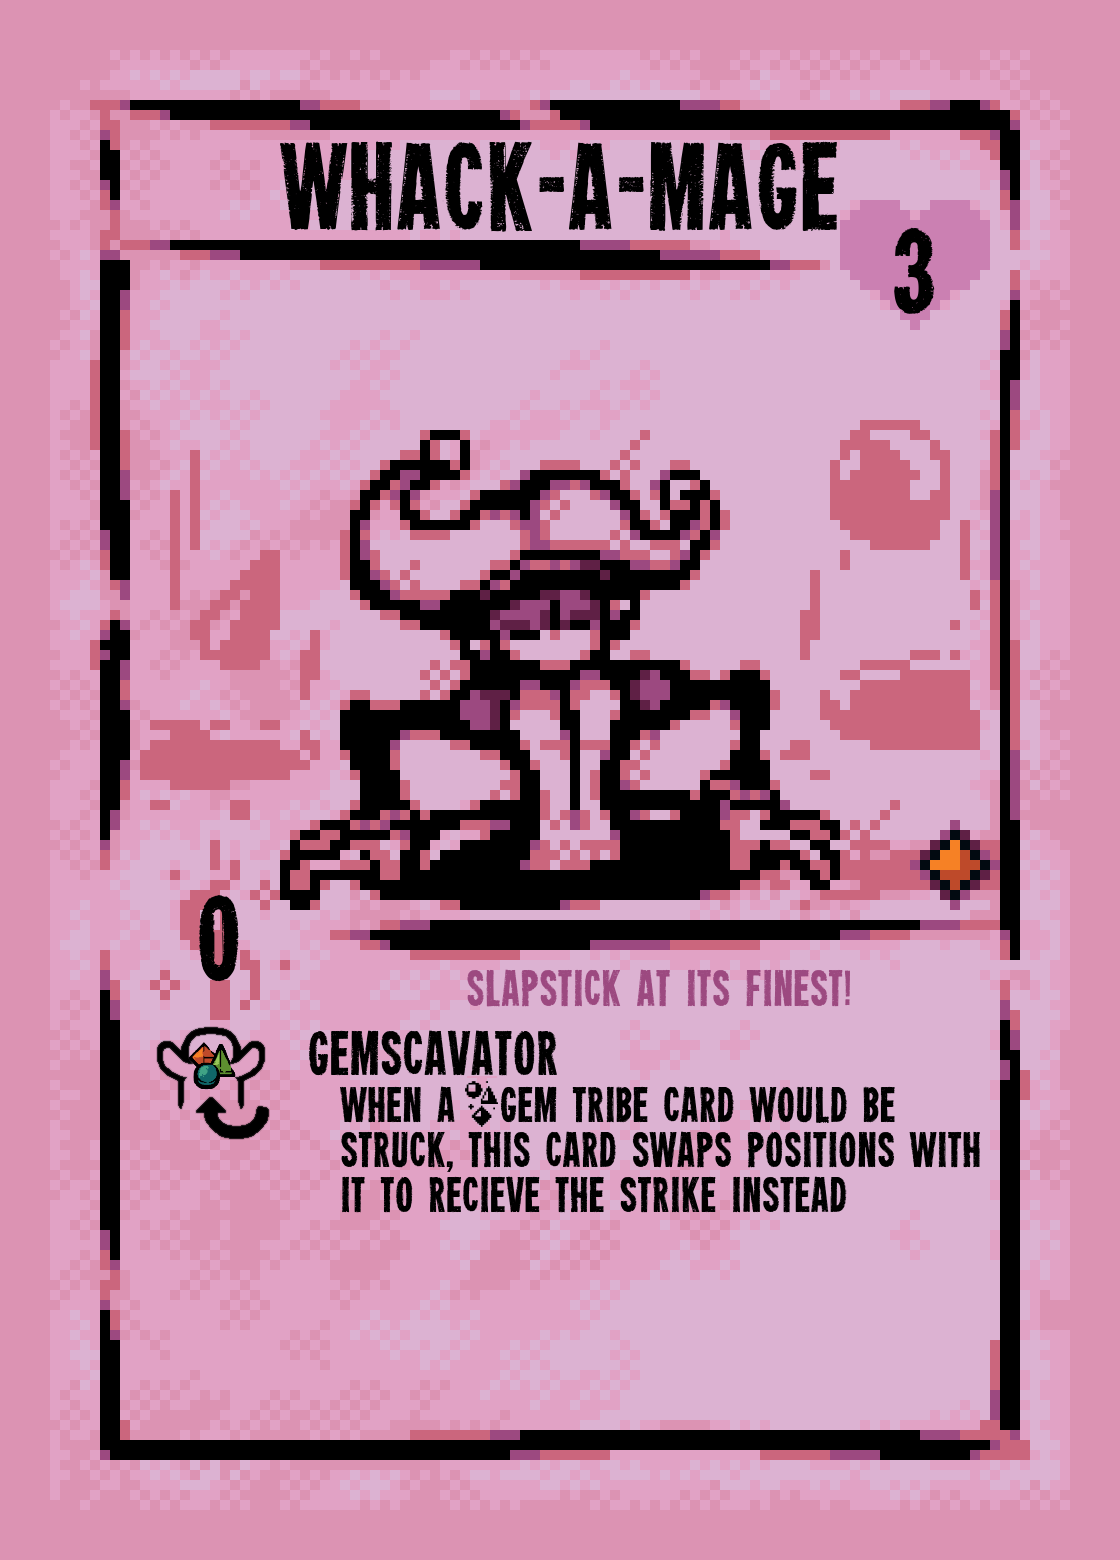 WHACK-A-MAGE
3
0
SLAPSTICK AT ITS FINEST!
GEMSCAVATOR
WHEN A GEM TRIBE CARD WOULD BE
STRUCK, THIS CARD SWAPS POSITIONS WITH
IT TO RECIEVE THE STRIKE INSTEAD